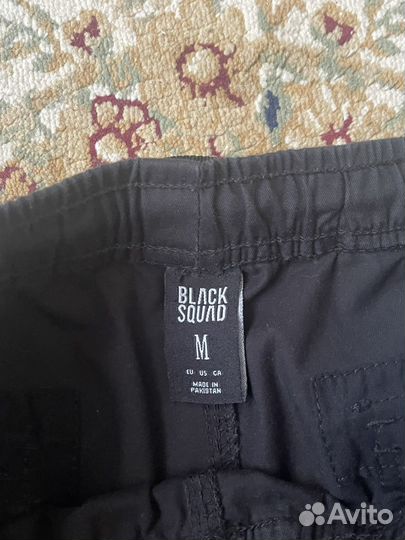 BLACK
SQUAD
M
EU US CA
MADE IN
PAKISTAN
Avito